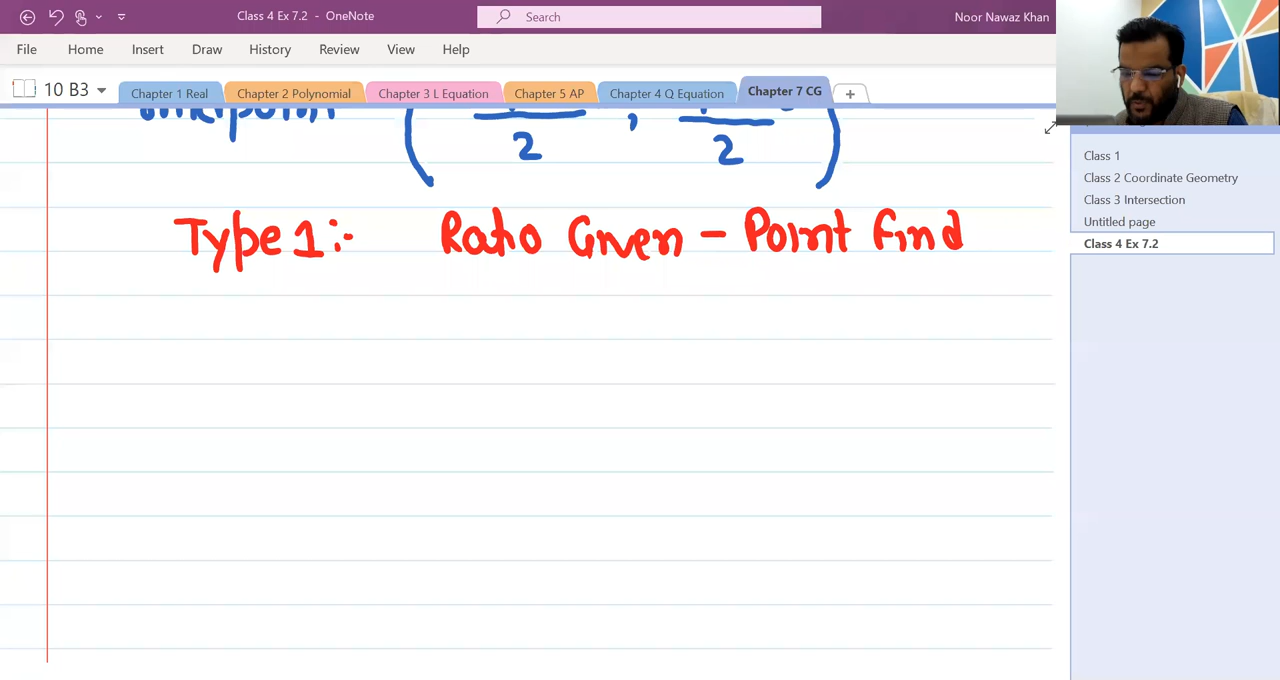 Class 4 Ex 7.2 - OneNote
Search
Noor Nawaz Khan
File Home Insert Draw History Review View Help
10 B3
Chapter 1 Real
Chapter 2 Polynomial
Chapter 3 L Equation
Chapter 5 AP
Chapter 4 Q Equation
Chapter 7 CG
2 , 2
Type 1:- Ratio Given - Point Find
Class 1
Class 2 Coordinate Geometry
Class 3 Intersection
Untitled page
Class 4 Ex 7.2